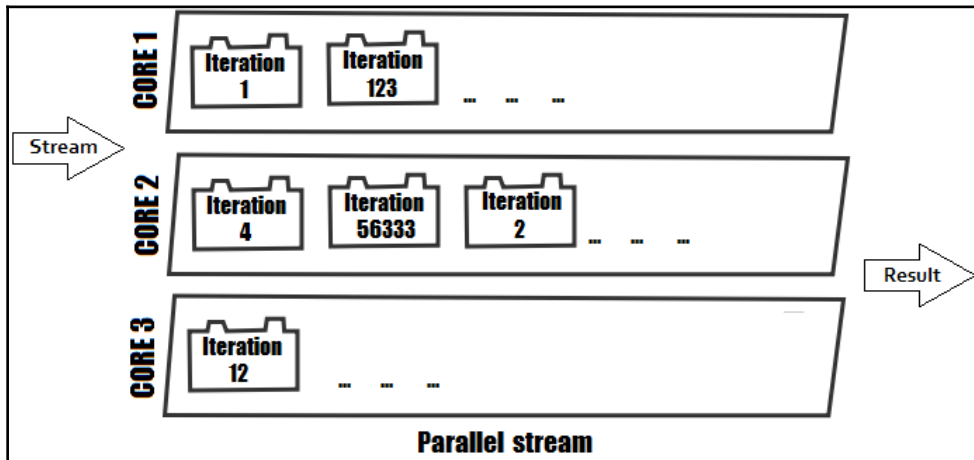 CORE 1
Iteration
1
Iteration
123
... ... ...
Stream
CORE 2
Iteration
4
Iteration
56333
Iteration
2
... ... ...
Result
CORE 3
Iteration
12
... ... ...
Parallel stream